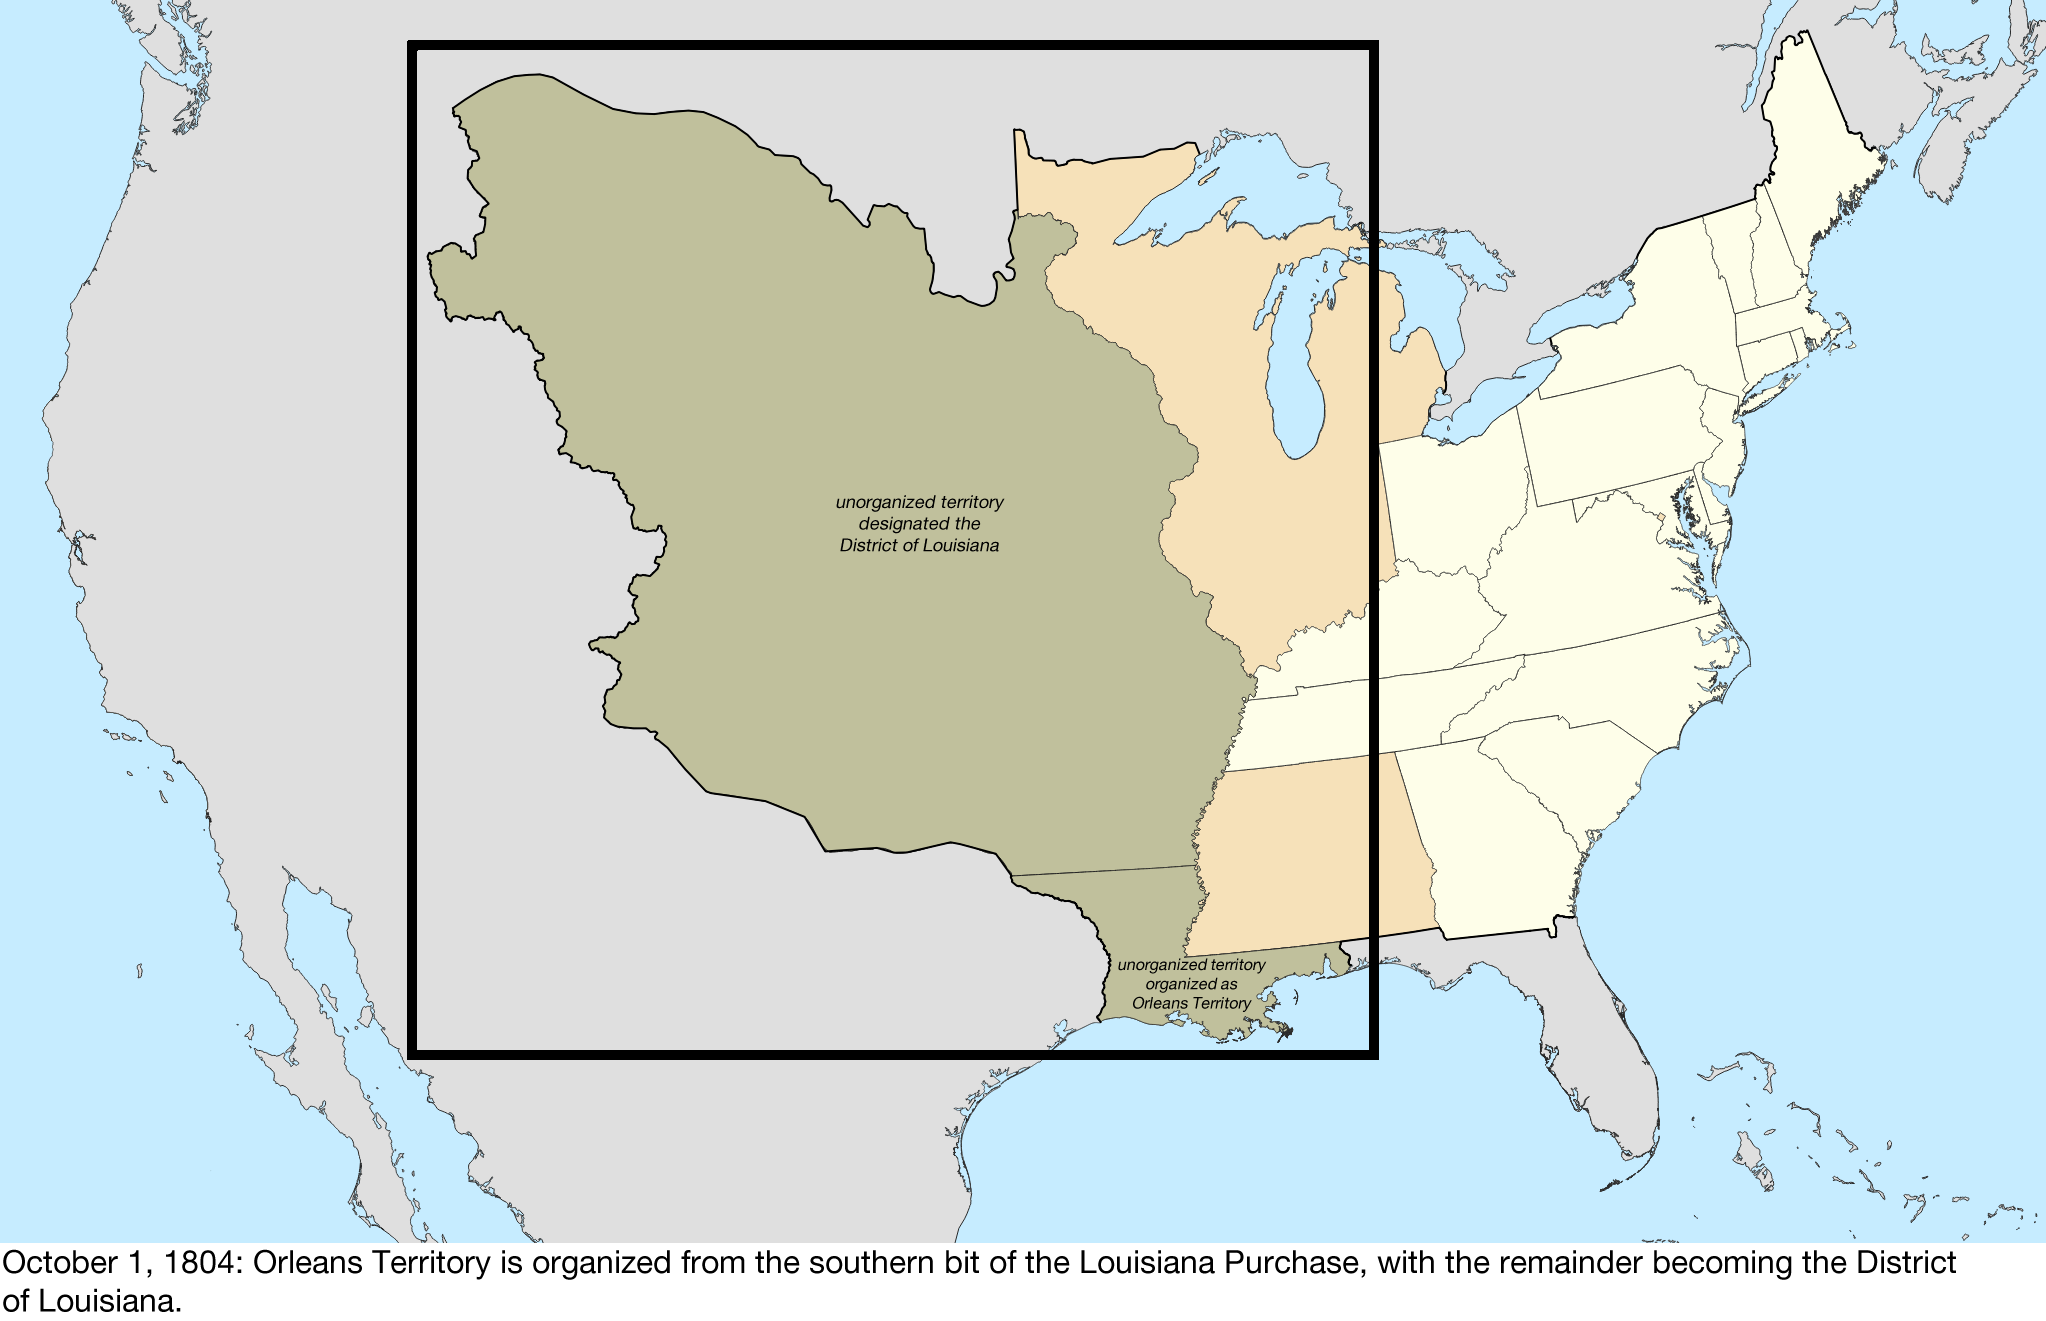 unorganized territory
designated the
District of Louisiana
unorganized territory
organized as
Orleans Territory
October 1, 1804: Orleans Territory is organized from the southern bit of the Louisiana Purchase, with the remainder becoming the District
of Louisiana.